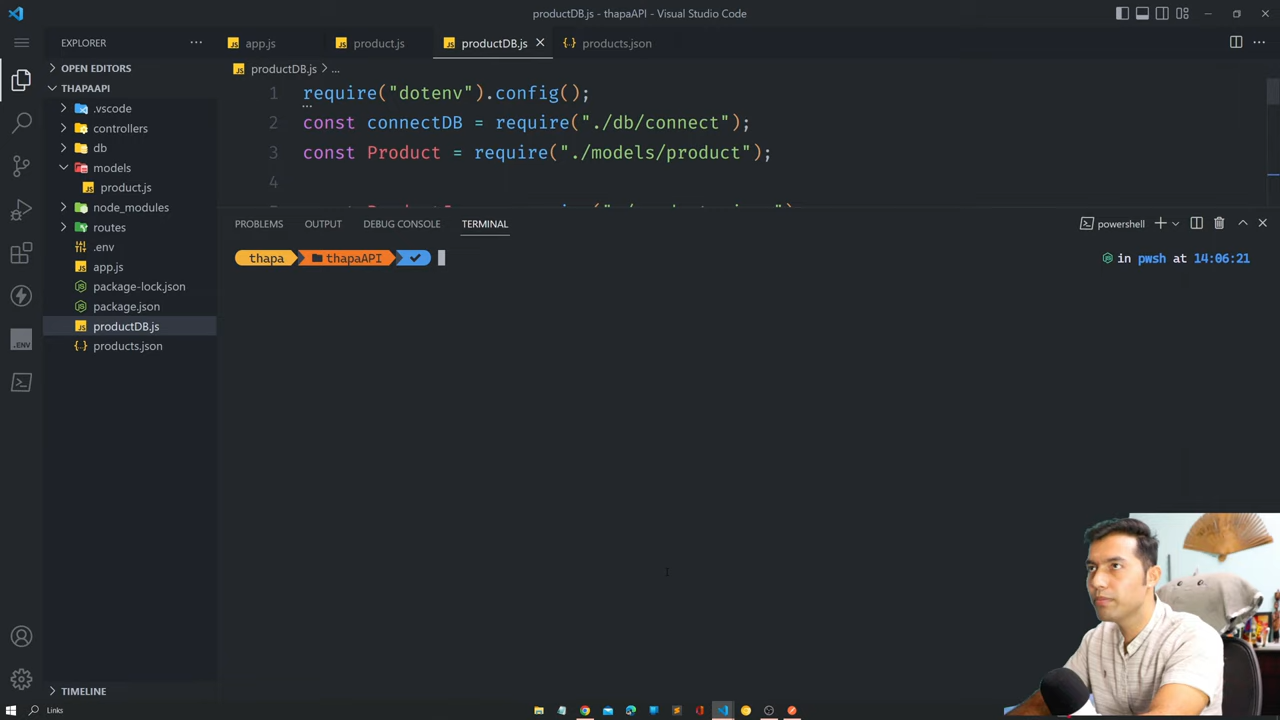 productDB.js - thapaAPI - Visual Studio Code
EXPLORER
OPEN EDITORS
THAPAAPI
.vscode
controllers
db
models
product.js
node_modules
routes
.env
app.js
package-lock.json
package.json
productDB.js
products.json
TIMELINE
app.js
product.js
productDB.js
products.json
productDB.js > ...
1 require("dotenv").config();
2 const connectDB = require("./db/connect");
3 const Product = require("./models/product");
4
PROBLEMS OUTPUT DEBUG CONSOLE TERMINAL
powershell
thapa thapaAPI
in pwsh at 14:06:21
.ENV
Links